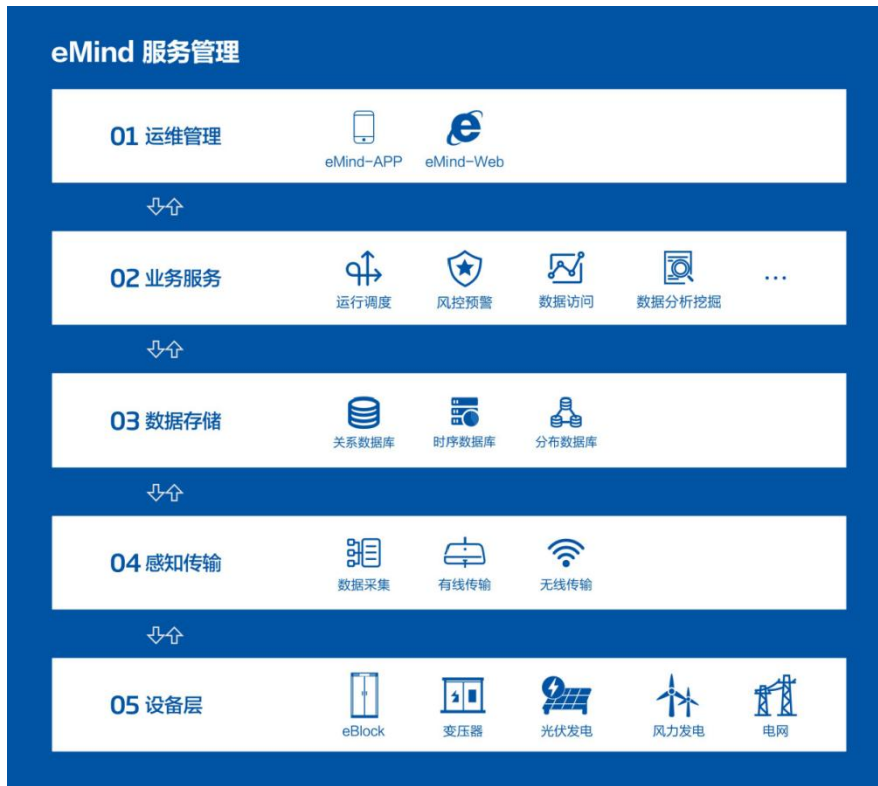 eMind 服务管理
01 运维管理
eMind-APP eMind-Web
02 业务服务
运行调度 风控预警 数据访问 数据分析挖掘 ...
03 数据存储
关系数据库 时序数据库 分布数据库
04 感知传输
数据采集 有线传输 无线传输
05 设备层
eBlock 变压器 光伏发电 风力发电 电网